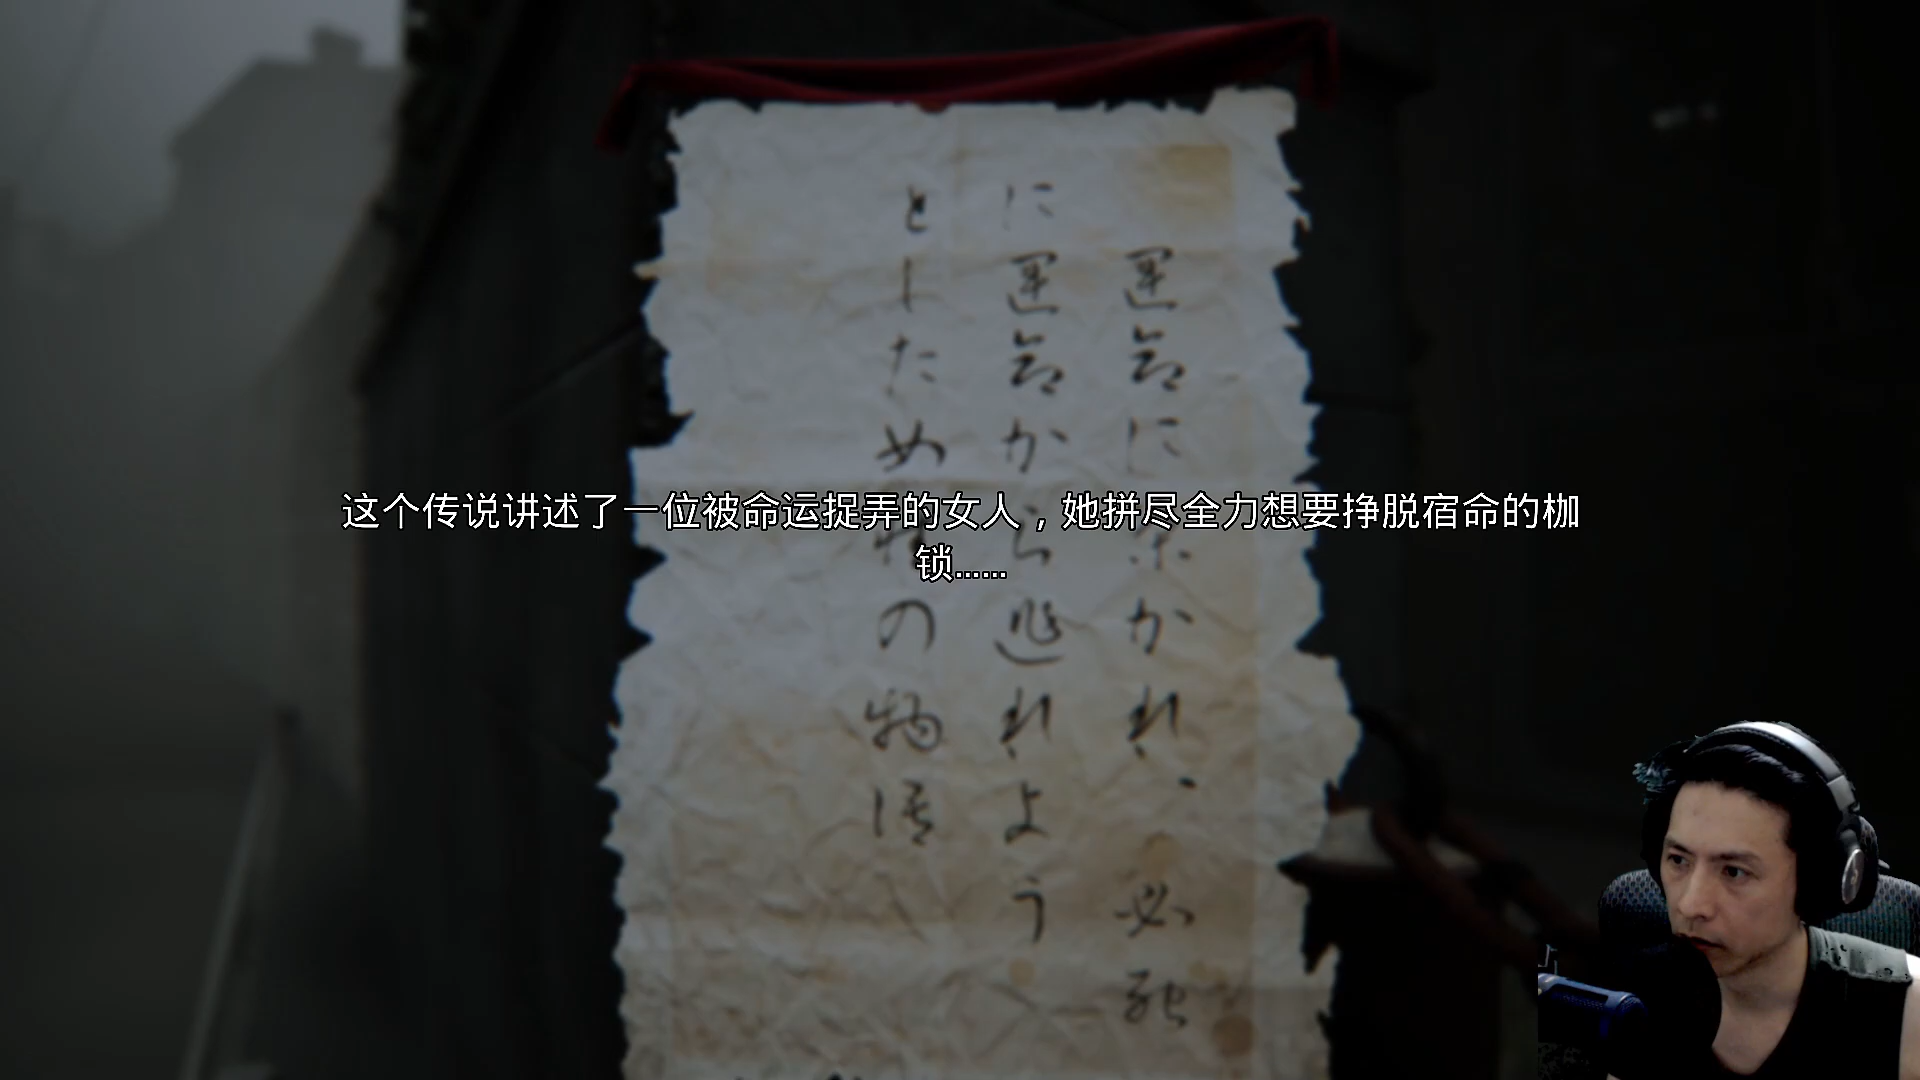 这个传说讲述了一位被命运捉弄的女人，她拼尽全力想要挣脱宿命的枷
锁……
運命に
かれ、必死
に運命から逃れよう
としため
の物語